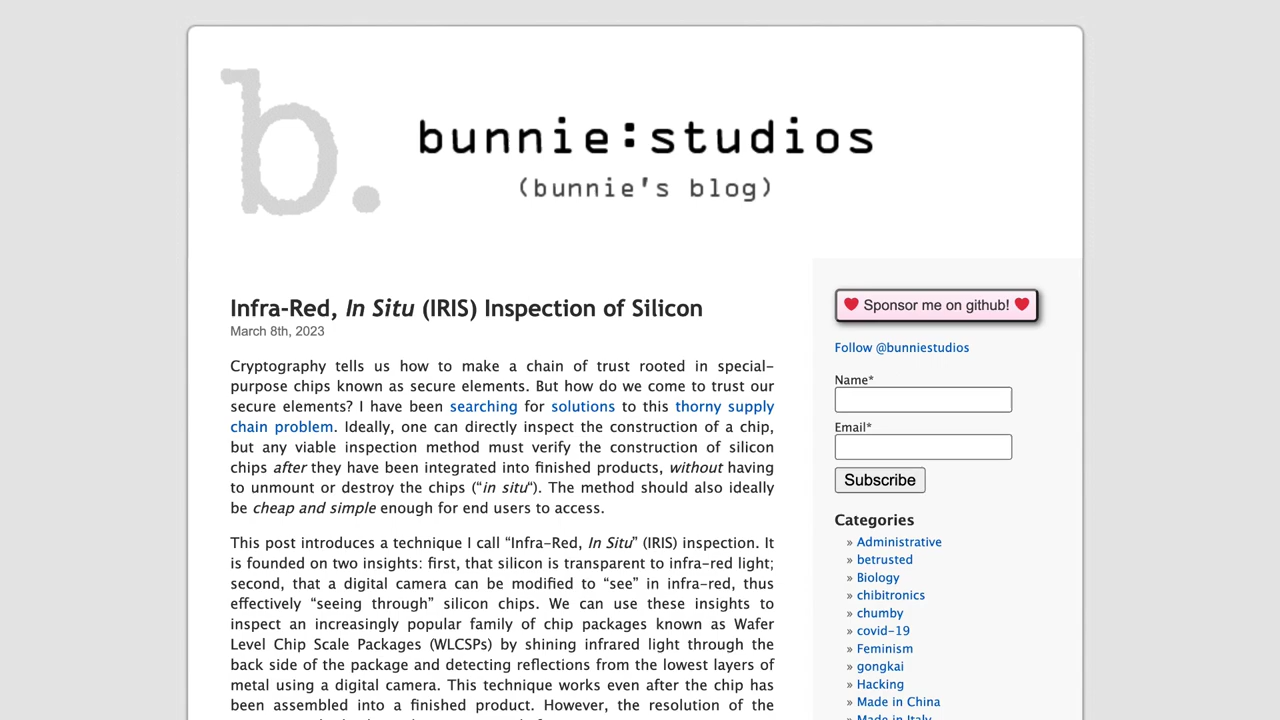 b.
bunnie:studios
(bunnie's blog)
Infra-Red, In Situ (IRIS) Inspection of Silicon
March 8th, 2023
Cryptography tells us how to make a chain of trust rooted in special-
purpose chips known as secure elements. But how do we come to trust our
secure elements? I have been searching for solutions to this thorny supply
chain problem. Ideally, one can directly inspect the construction of a chip,
but any viable inspection method must verify the construction of silicon
chips after they have been integrated into finished products, without having
to unmount or destroy the chips (“in situ“). The method should also ideally
be cheap and simple enough for end users to access.
This post introduces a technique I call “Infra-Red, In Situ” (IRIS) inspection. It
is founded on two insights: first, that silicon is transparent to infra-red light;
second, that a digital camera can be modified to “see” in infra-red, thus
effectively “seeing through” silicon chips. We can use these insights to
inspect an increasingly popular family of chip packages known as Wafer
Level Chip Scale Packages (WLCSPs) by shining infrared light through the
back side of the package and detecting reflections from the lowest layers of
metal using a digital camera. This technique works even after the chip has
been assembled into a finished product. However, the resolution of the
❤ Sponsor me on github! ❤
Follow @bunniestudios
Name*
Email*
Subscribe
Categories
» Administrative
» betrusted
» Biology
» chibitronics
» chumby
» covid-19
» Feminism
» gongkai
» Hacking
» Made in China
» Made in Italy